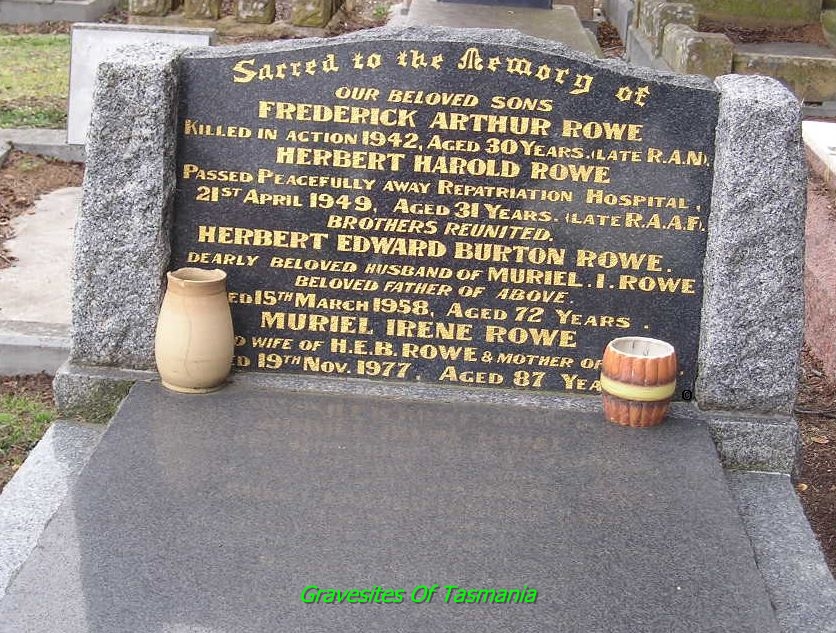 Sacred to the Memory of
OUR BELOVED SONS
FREDERICK ARTHUR ROWE
KILLED IN ACTION 1942, AGED 30 YEARS. (LATE R.A.N).
HERBERT HAROLD ROWE
PASSED PEACEFULLY AWAY REPATRIATION HOSPITAL,
21ST APRIL 1949, AGED 31 YEARS. (LATE R.A.A.F).
BROTHERS REUNITED.
HERBERT EDWARD BURTON ROWE.
DEARLY BELOVED HUSBAND OF MURIEL. I. ROWE
BELOVED FATHER OF ABOVE.
15TH MARCH 1958, AGED 72 YEARS.
MURIEL IRENE ROWE
WIFE OF H.E.B. ROWE & MOTHER OF
19TH NOV. 1977, AGED 87
Gravesites Of Tasmania